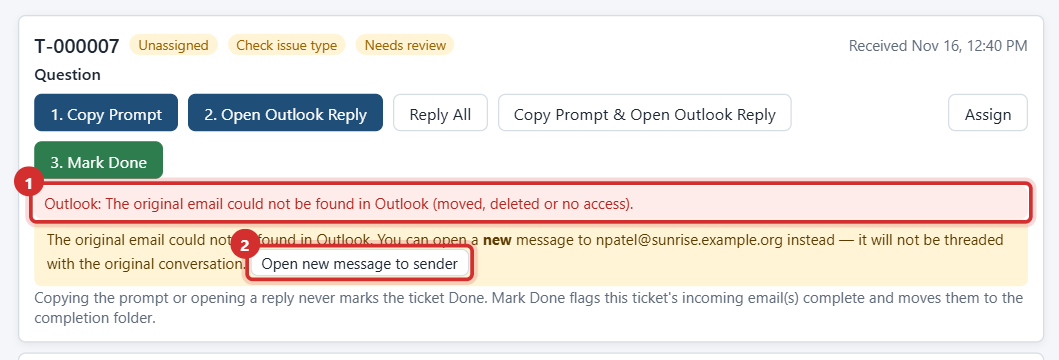 T-000007 Unassigned Check issue type Needs review Received Nov 16, 12:40 PM
Question
1. Copy Prompt 2. Open Outlook Reply Reply All Copy Prompt & Open Outlook Reply Assign
3. Mark Done
1
Outlook: The original email could not be found in Outlook (moved, deleted or no access).
2
The original email could not found in Outlook. You can open a new message to npatel@sunrise.example.org instead — it will not be threaded
with the original conversation. Open new message to sender
Copying the prompt or opening a reply never marks the ticket Done. Mark Done flags this ticket's incoming email(s) complete and moves them to the
completion folder.